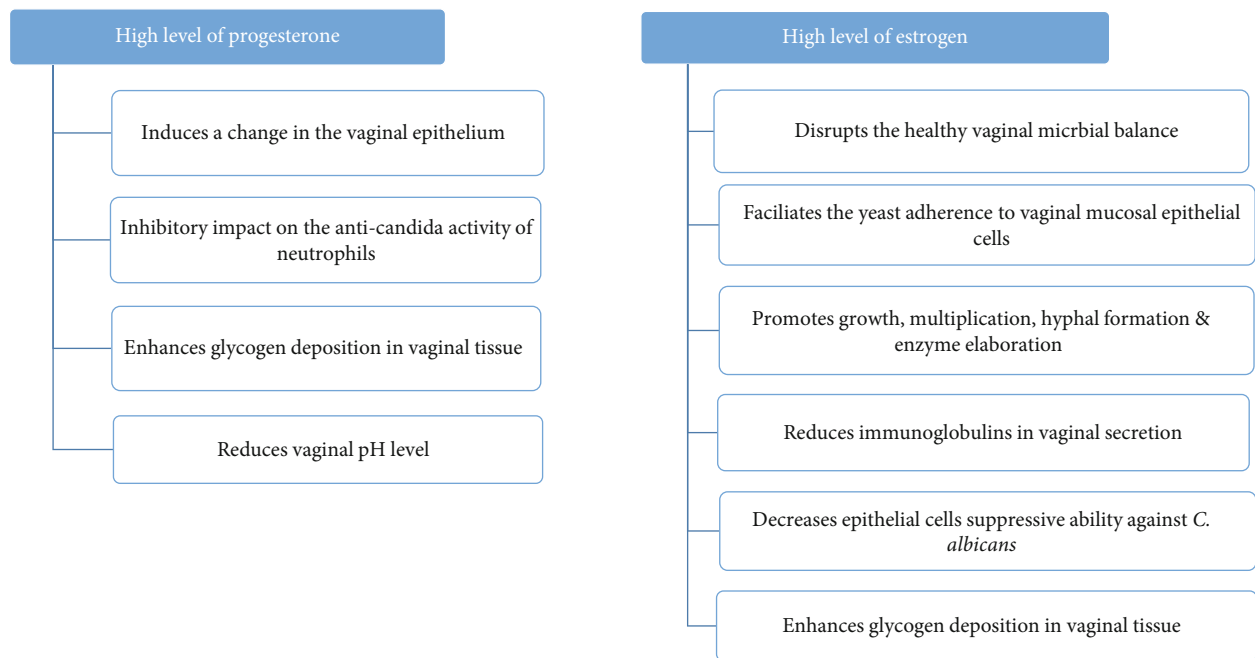 High level of progesterone
Induces a change in the vaginal epithelium
Inhibitory impact on the anti-candida activity of
neutrophils
Enhances glycogen deposition in vaginal tissue
Reduces vaginal pH level
High level of estrogen
Disrupts the healthy vaginal micrbial balance
Faciliates the yeast adherence to vaginal mucosal epithelial
cells
Promotes growth, multiplication, hyphal formation &
enzyme elaboration
Reduces immunoglobulins in vaginal secretion
Decreases epithelial cells suppressive ability against C.
albicans
Enhances glycogen deposition in vaginal tissue